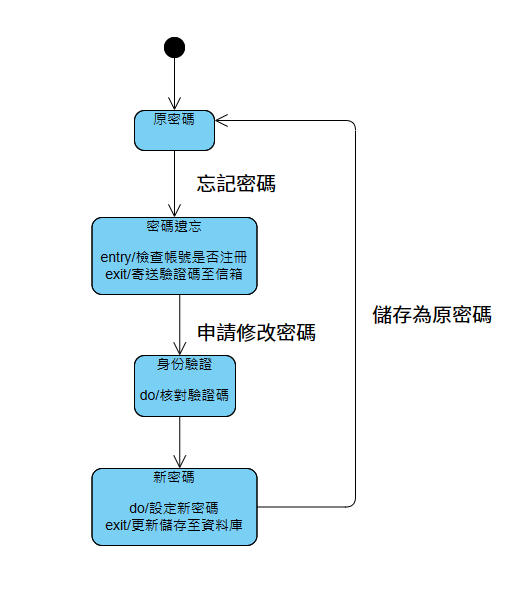 原密碼
忘記密碼
密碼遺忘
entry/檢查帳號是否注冊
exit/寄送驗證碼至信箱
申請修改密碼
儲存為原密碼
身份驗證
do/核對驗證碼
新密碼
do/設定新密碼
exit/更新儲存至資料庫